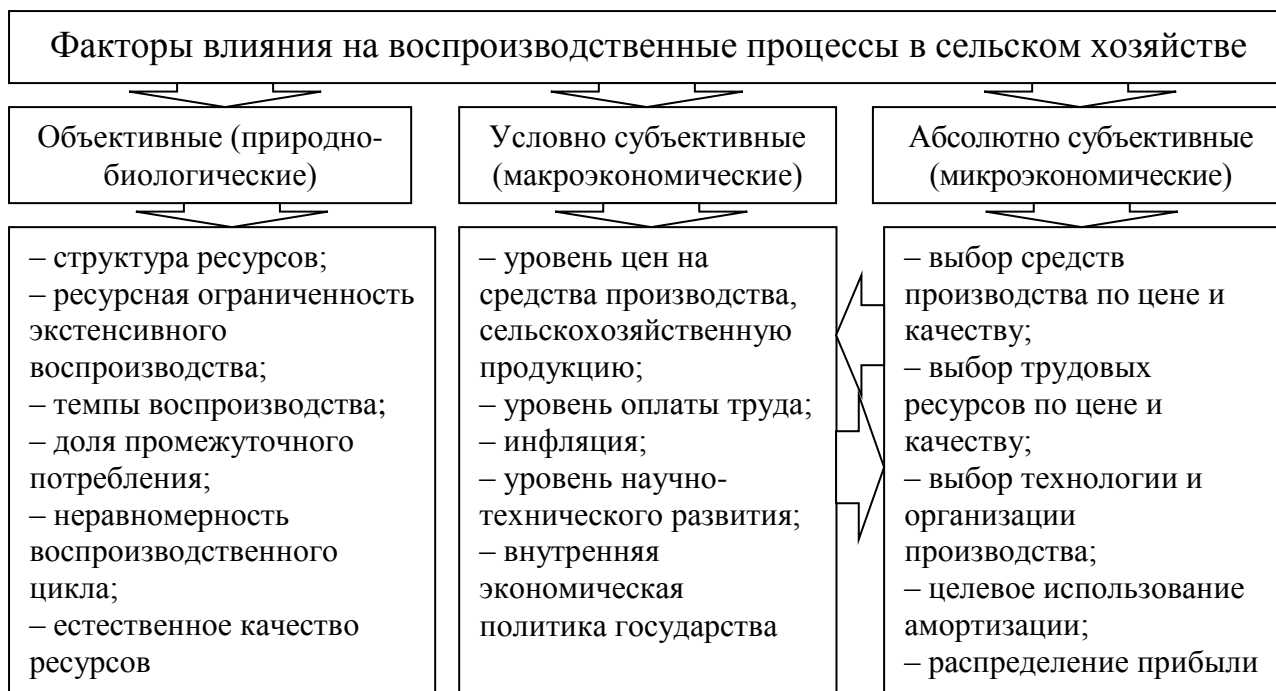 Факторы влияния на воспроизводственные процессы в сельском хозяйстве
Объективные (природно-
биологические)
Условно субъективные
(макроэкономические)
Абсолютно субъективные
(микроэкономические)
– структура ресурсов;
– ресурсная ограниченность
экстенсивного
воспроизводства;
– темпы воспроизводства;
– доля промежуточного
потребления;
– неравномерность
воспроизводственного
цикла;
– естественное качество
ресурсов
– уровень цен на
средства производства,
сельскохозяйственную
продукцию;
– уровень оплаты труда;
– инфляция;
– уровень научно-
технического развития;
– внутренняя
экономическая
политика государства
– выбор средств
производства по цене и
качеству;
– выбор трудовых
ресурсов по цене и
качеству;
– выбор технологии и
организации
производства;
– целевое использование
амортизации;
– распределение прибыли